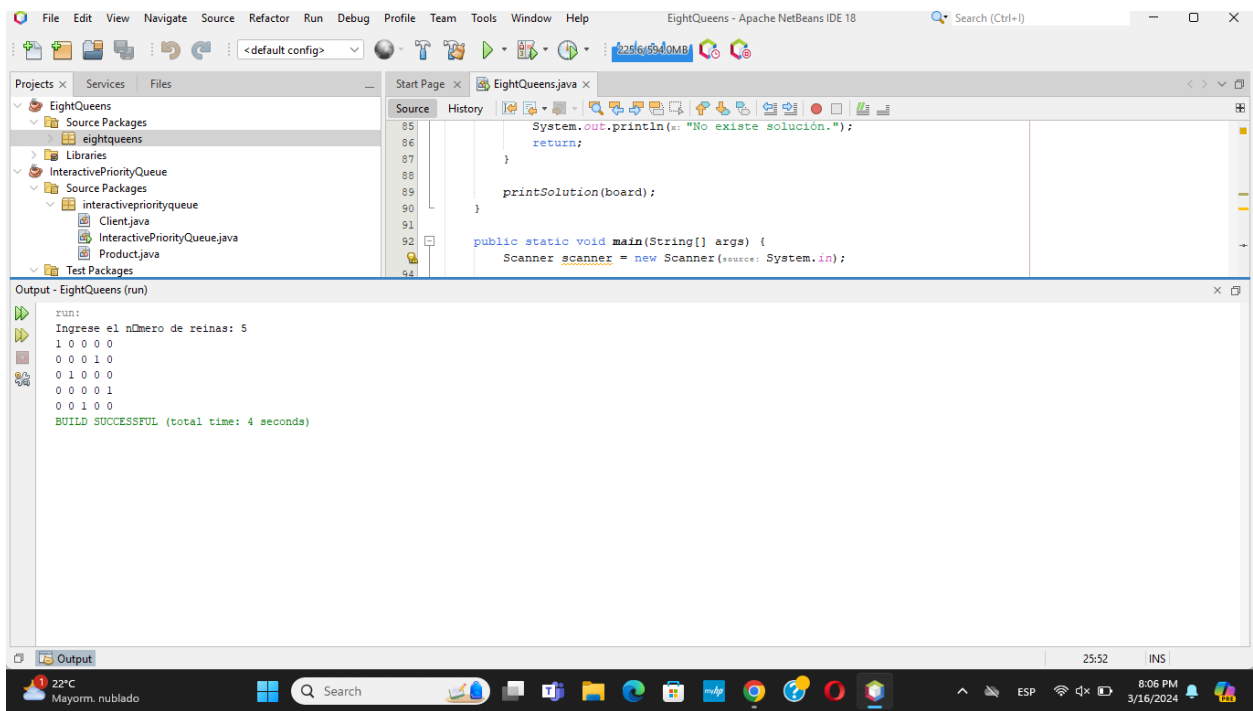 File Edit View Navigate Source Refactor Run Debug Profile Team Tools Window Help EightQueens - Apache NetBeans IDE 18 Search (Ctrl+I)
<default config> 225.6/594.0MB
Projects Services Files
EightQueens
Source Packages
eightqueens
Libraries
InteractivePriorityQueue
Source Packages
interactivepriorityqueue
Client.java
InteractivePriorityQueue.java
Product.java
Test Packages
Start Page EightQueens.java
Source History
85 System.out.println(x: "No existe solución.");
86 return;
87 }
88
89 printSolution(board);
90 }
91
92 public static void main(String[] args) {
Scanner scanner = new Scanner(source: System.in);
94
Output - EightQueens (run)
run:
Ingrese el n□mero de reinas: 5
1 0 0 0 0
0 0 0 1 0
0 1 0 0 0
0 0 0 0 1
0 0 1 0 0
BUILD SUCCESSFUL (total time: 4 seconds)
Output 25:52 INS
1 22°C
Mayorm. nublado
Search
ESP
8:06 PM
3/16/2024
PRE